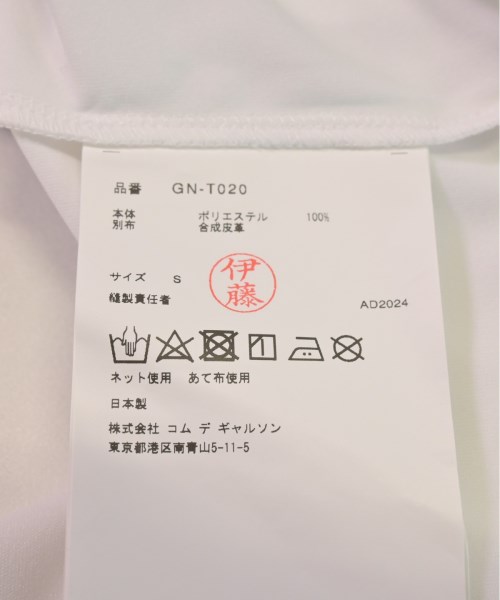 品番 GN-T020
本体 ポリエステル 100%
別布 合成皮革
サイズ S
伊藤
縫製責任者
AD2024
ネット使用 あて布使用
日本製
株式会社 コム デ ギャルソン
東京都港区南青山5-11-5